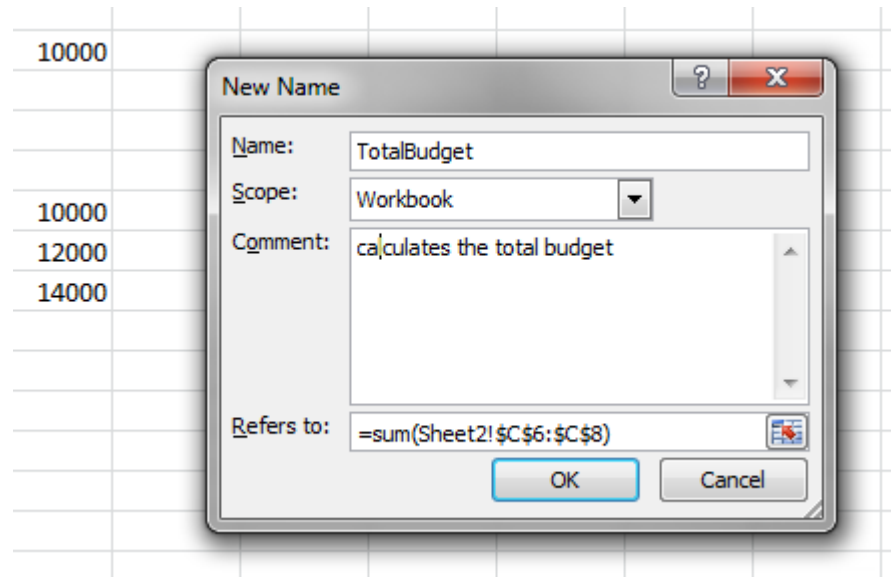 10000
New Name
?
Name: TotalBudget
Scope: Workbook
10000
Comment: calculates the total budget
12000
14000
Refers to: =sum(Sheet2!$C$6:$C$8)
OK Cancel